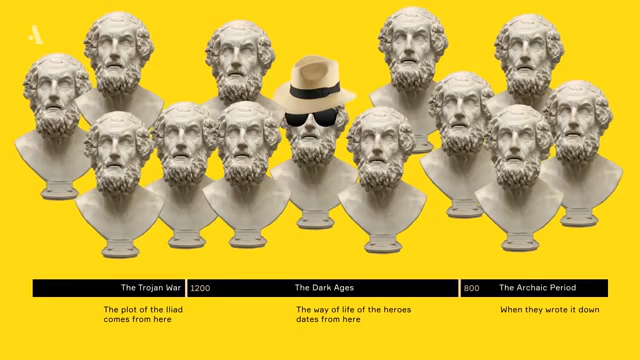 The Trojan War
1200
The Dark Ages
800
The Archaic Period
The plot of the Iliad
comes from here
The way of life of the heroes
dates from here
When they wrote it down